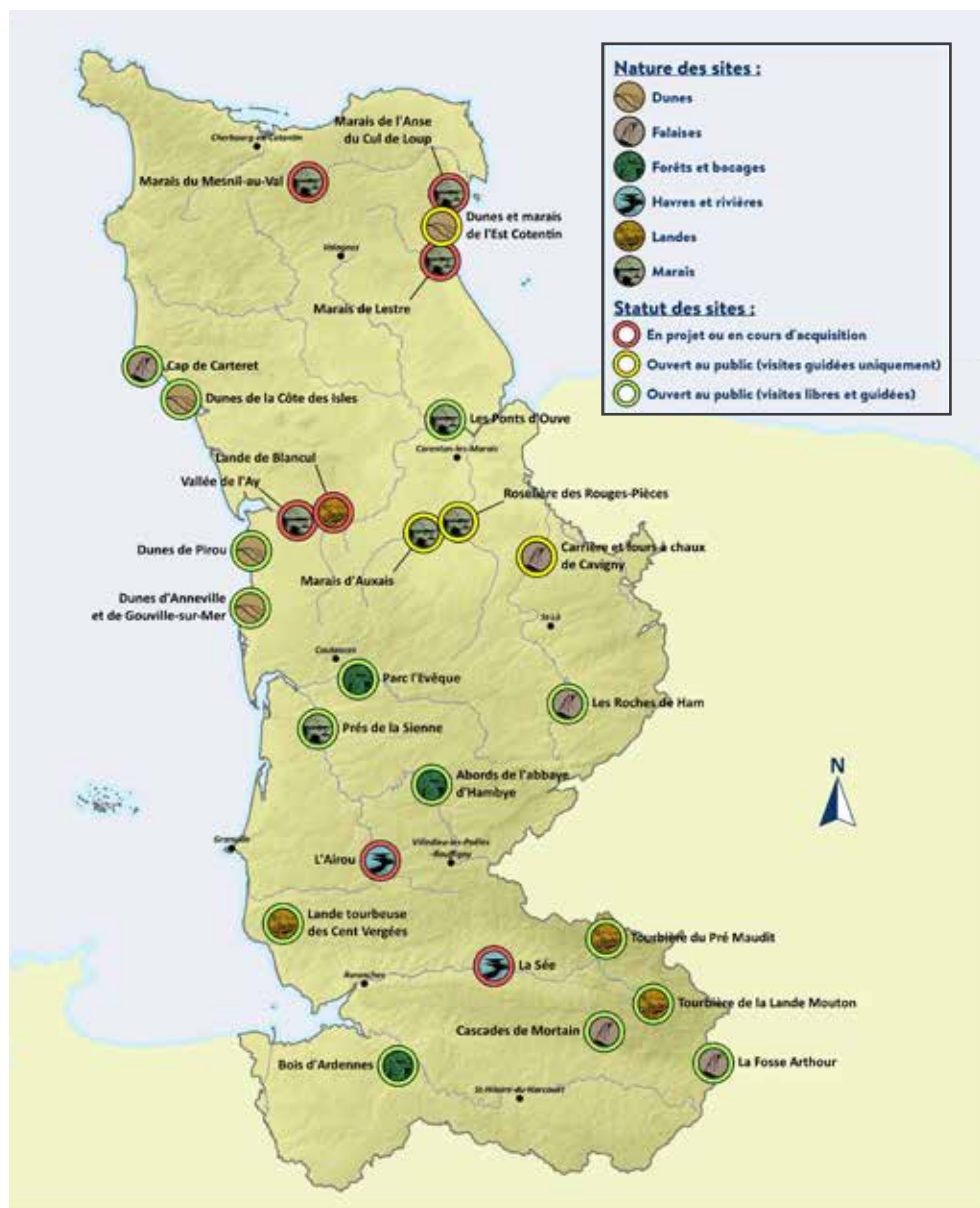 Nature des sites :
Dunes
Falaises
Forêts et bocages
Havres et rivières
Landes
Marais
Statut des sites :
En projet ou en cours d'acquisition
Ouvert au public (visites guidées uniquement)
Ouvert au public (visites libres et guidées)
Marais de l'Anse
du Cul de Loup
Cherbourg-en-Cotentin
Marais du Mesnil-au-Val
Dunes et marais
de l'Est Cotentin
Valognes
Marais de Lestre
Cap de Carteret
Dunes de la Côte des Isles
Les Ponts d'Ouve
Carentan-les-Marais
Lande de Blancul
Vallée de l'Ay
Roselière des Rouges-Pièces
Dunes de Pirou
Carrière et fours à chaux
de Cavigny
Marais d'Auxais
Dunes d'Anneville
et de Gouville-sur-Mer
St-Lô
Coutances
Parc l'Evêque
Les Roches de Ham
Prés de la Sienne
N
Abords de l'abbaye
d'Hambye
Granville
Villedieu-les-Poêles
-Rouffigny
L'Airou
Lande tourbeuse
des Cent Vergées
Tourbière du Pré Maudit
La Sée
Avranches
Tourbière de la Lande Mouton
Cascades de Mortain
La Fosse Arthour
Bois d'Ardennes
St-Hilaire-du-Harcouët